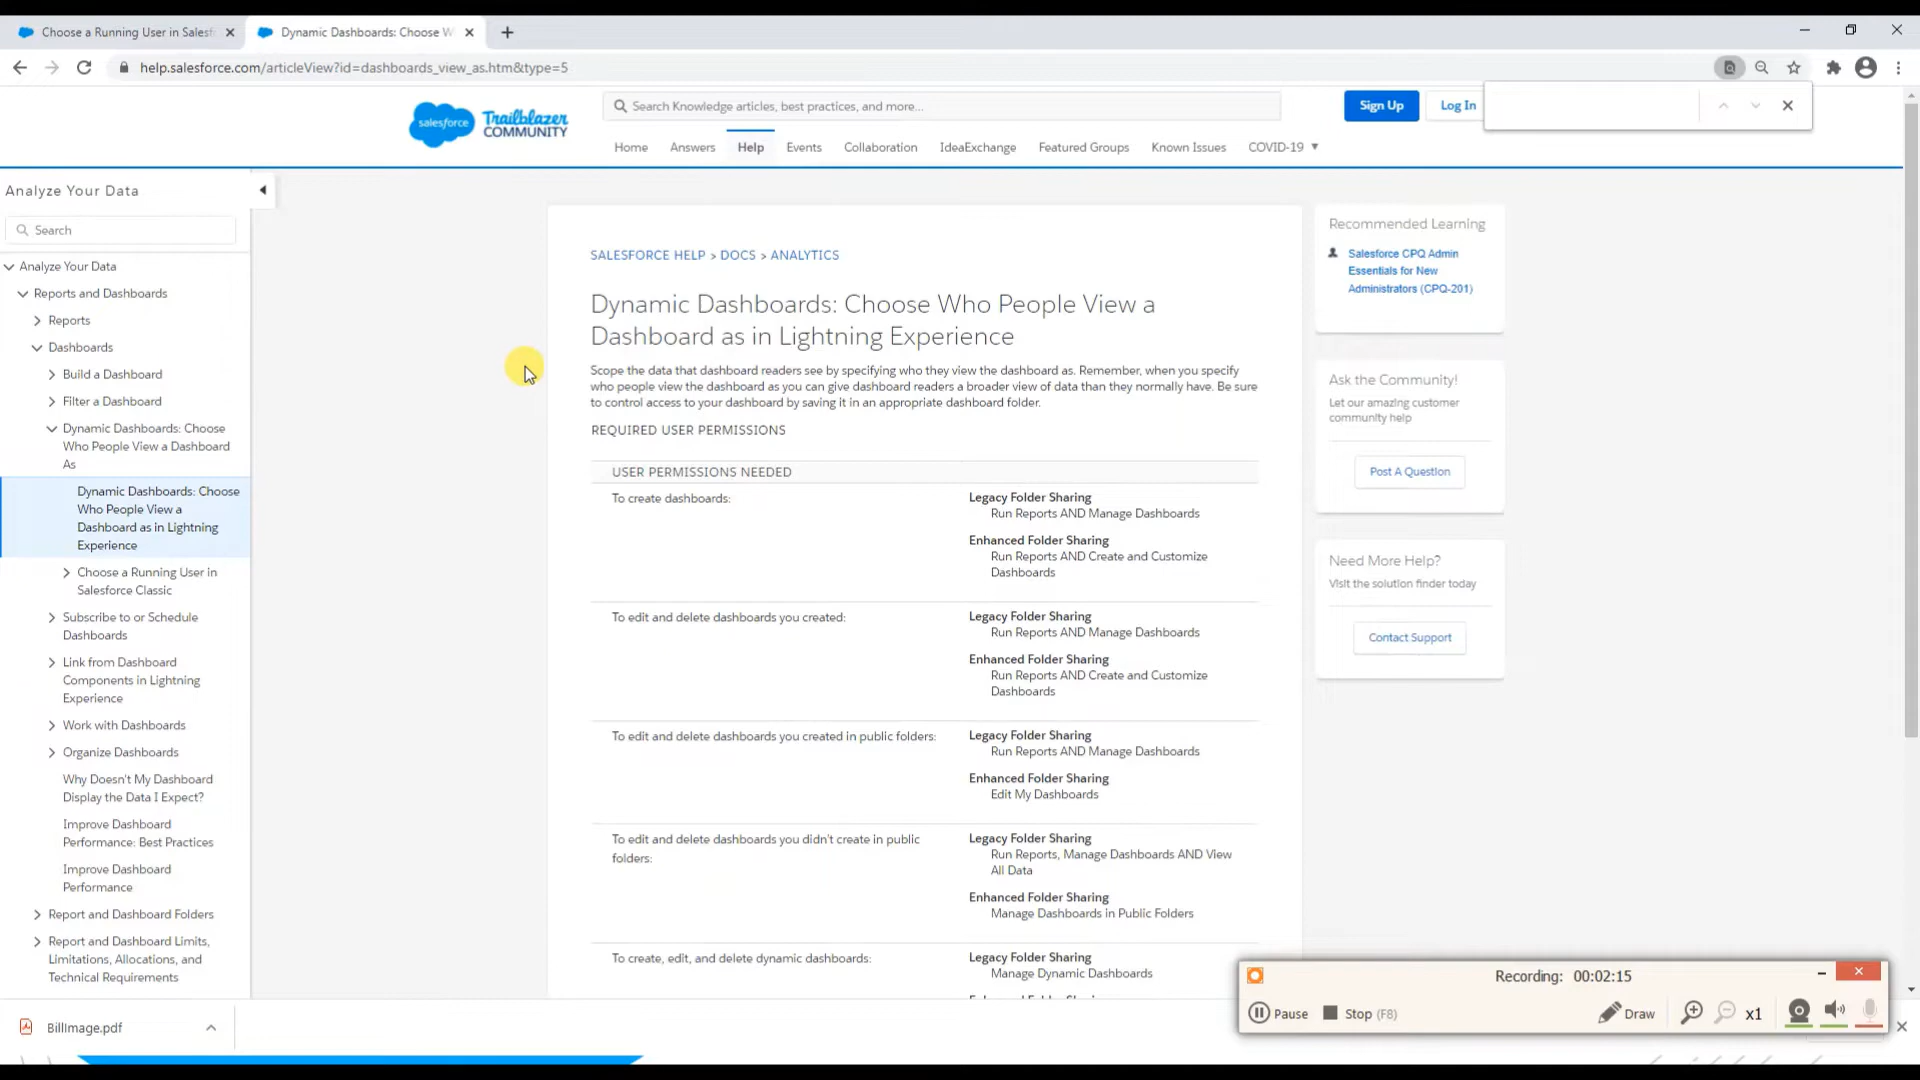 Choose a Running User in Salesf
Dynamic Dashboards: Choose W
help.salesforce.com/articleView?id=dashboards_view_as.htm&type=5
salesforce
Trailblazer
COMMUNITY
Search Knowledge articles, best practices, and more...
Sign Up
Log In
Home
Answers
Help
Events
Collaboration
IdeaExchange
Featured Groups
Known Issues
COVID-19
Analyze Your Data
Search
Analyze Your Data
Reports and Dashboards
Reports
Dashboards
Build a Dashboard
Filter a Dashboard
Dynamic Dashboards: Choose
Who People View a Dashboard
As
Dynamic Dashboards: Choose
Who People View a
Dashboard as in Lightning
Experience
Choose a Running User in
Salesforce Classic
Subscribe to or Schedule
Dashboards
Link from Dashboard
Components in Lightning
Experience
Work with Dashboards
Organize Dashboards
Why Doesn't My Dashboard
Display the Data I Expect?
Improve Dashboard
Performance: Best Practices
Improve Dashboard
Performance
Report and Dashboard Folders
Report and Dashboard Limits,
Limitations, Allocations, and
Technical Requirements
SALESFORCE HELP > DOCS > ANALYTICS
Dynamic Dashboards: Choose Who People View a
Dashboard as in Lightning Experience
Scope the data that dashboard readers see by specifying who they view the dashboard as. Remember, when you specify
who people view the dashboard as you can give dashboard readers a broader view of data than they normally have. Be sure
to control access to your dashboard by saving it in an appropriate dashboard folder.
REQUIRED USER PERMISSIONS
USER PERMISSIONS NEEDED
To create dashboards:
Legacy Folder Sharing
Run Reports AND Manage Dashboards
Enhanced Folder Sharing
Run Reports AND Create and Customize
Dashboards
To edit and delete dashboards you created:
Legacy Folder Sharing
Run Reports AND Manage Dashboards
Enhanced Folder Sharing
Run Reports AND Create and Customize
Dashboards
To edit and delete dashboards you created in public folders:
Legacy Folder Sharing
Run Reports AND Manage Dashboards
Enhanced Folder Sharing
Edit My Dashboards
To edit and delete dashboards you didn't create in public
folders:
Legacy Folder Sharing
Run Reports, Manage Dashboards AND View
All Data
Enhanced Folder Sharing
Manage Dashboards in Public Folders
To create, edit, and delete dynamic dashboards:
Legacy Folder Sharing
Manage Dynamic Dashboards
Recommended Learning
Salesforce CPQ Admin
Essentials for New
Administrators (CPQ-201)
Ask the Community!
Let our amazing customer
community help
Post A Question
Need More Help?
Visit the solution finder today
Contact Support
Recording: 00:02:15
Pause
Stop (F8)
Draw
x1
BillImage.pdf